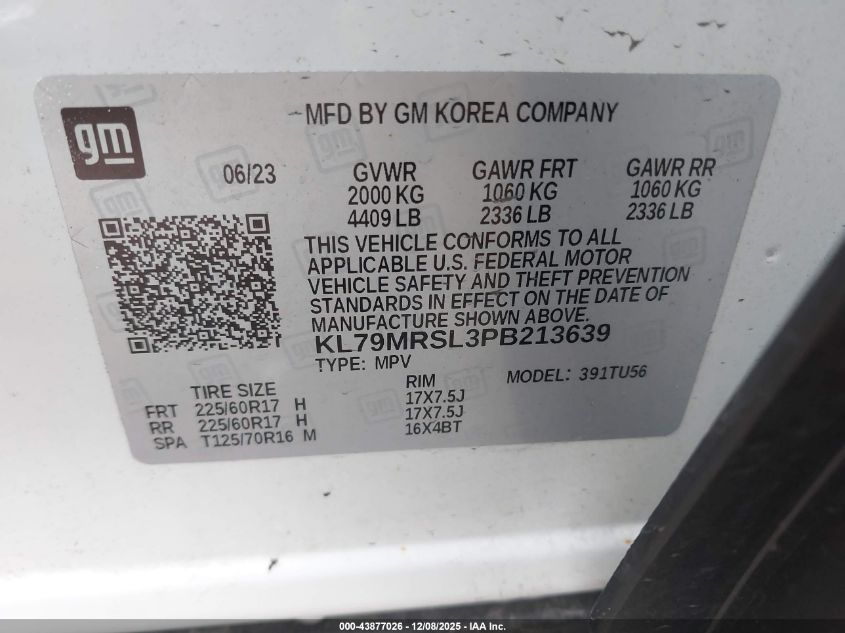 gm
MFD BY GM KOREA COMPANY
06/23 GVWR GAWR FRT GAWR RR
2000 KG 1060 KG 1060 KG
4409 LB 2336 LB 2336 LB
THIS VEHICLE CONFORMS TO ALL
APPLICABLE U.S. FEDERAL MOTOR
VEHICLE SAFETY AND THEFT PREVENTION
STANDARDS IN EFFECT ON THE DATE OF
MANUFACTURE SHOWN ABOVE.
KL79MRSL3PB213639
TYPE: MPV MODEL: 391TU56
TIRE SIZE RIM
FRT 225/60R17 H 17X7.5J
RR 225/60R17 H 17X7.5J
SPA T125/70R16 M 16X4BT
000-43877026 - 12/08/2025 - IAA Inc.